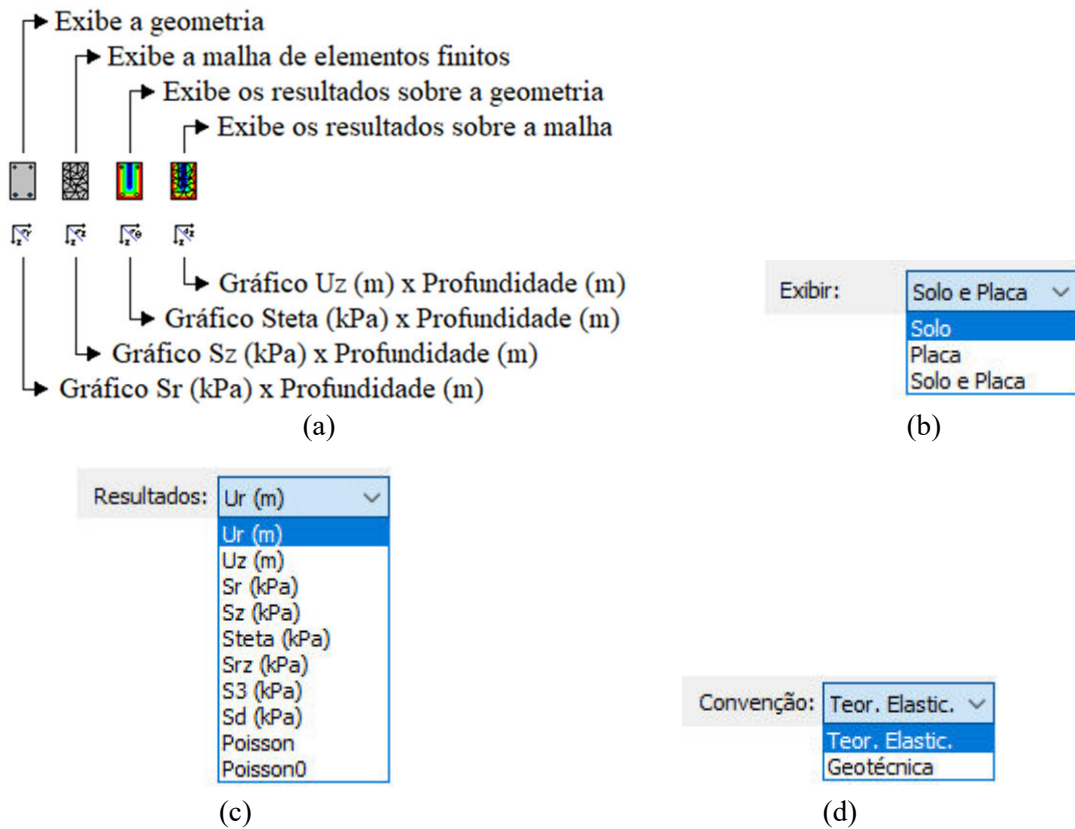 Exibe a geometria
Exibe a malha de elementos finitos
Exibe os resultados sobre a geometria
Exibe os resultados sobre a malha
Gráfico Uz (m) x Profundidade (m)
Gráfico Steta (kPa) x Profundidade (m)
Gráfico Sz (kPa) x Profundidade (m)
Gráfico Sr (kPa) x Profundidade (m)
(a)
Exibir: Solo e Placa
Solo
Placa
Solo e Placa
(b)
Resultados: Ur (m)
Ur (m)
Uz (m)
Sr (kPa)
Sz (kPa)
Steta (kPa)
Srz (kPa)
S3 (kPa)
Sd (kPa)
Poisson
Poisson0
(c)
Convenção: Teor. Elastic.
Teor. Elastic.
Geotécnica
(d)